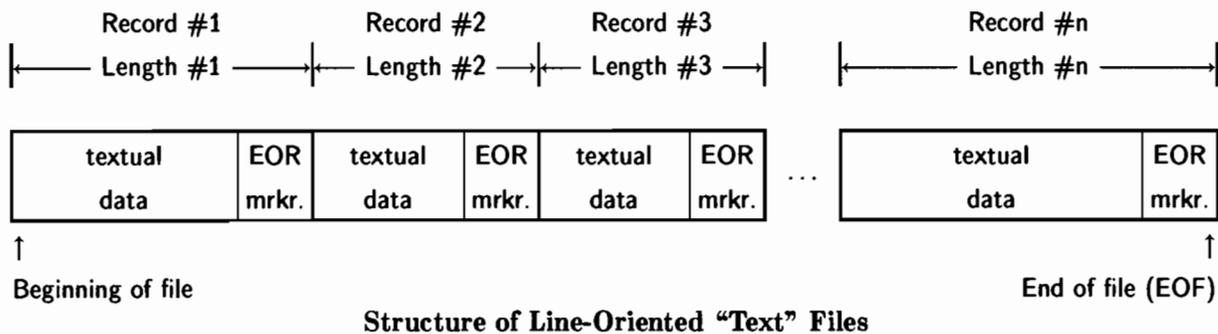 Record #1 Record #2 Record #3 Record #n
Length #1 Length #2 Length #3 Length #n
textual EOR textual EOR textual EOR textual EOR
data mrkr. data mrkr. data mrkr. ... data mrkr.
Beginning of file End of file (EOF)
Structure of Line-Oriented “Text” Files